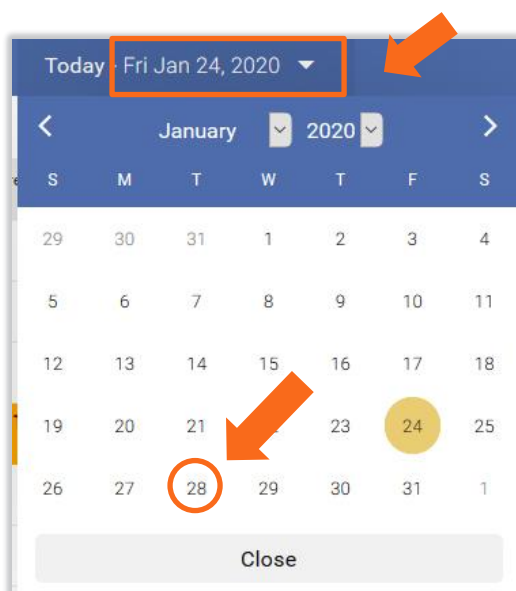 Today - Fri Jan 24, 2020
January 2020
S M T W T F S
29 30 31 1 2 3 4
5 6 7 8 9 10 11
12 13 14 15 16 17 18
19 20 21 23 24 25
26 27 28 29 30 31 1
Close